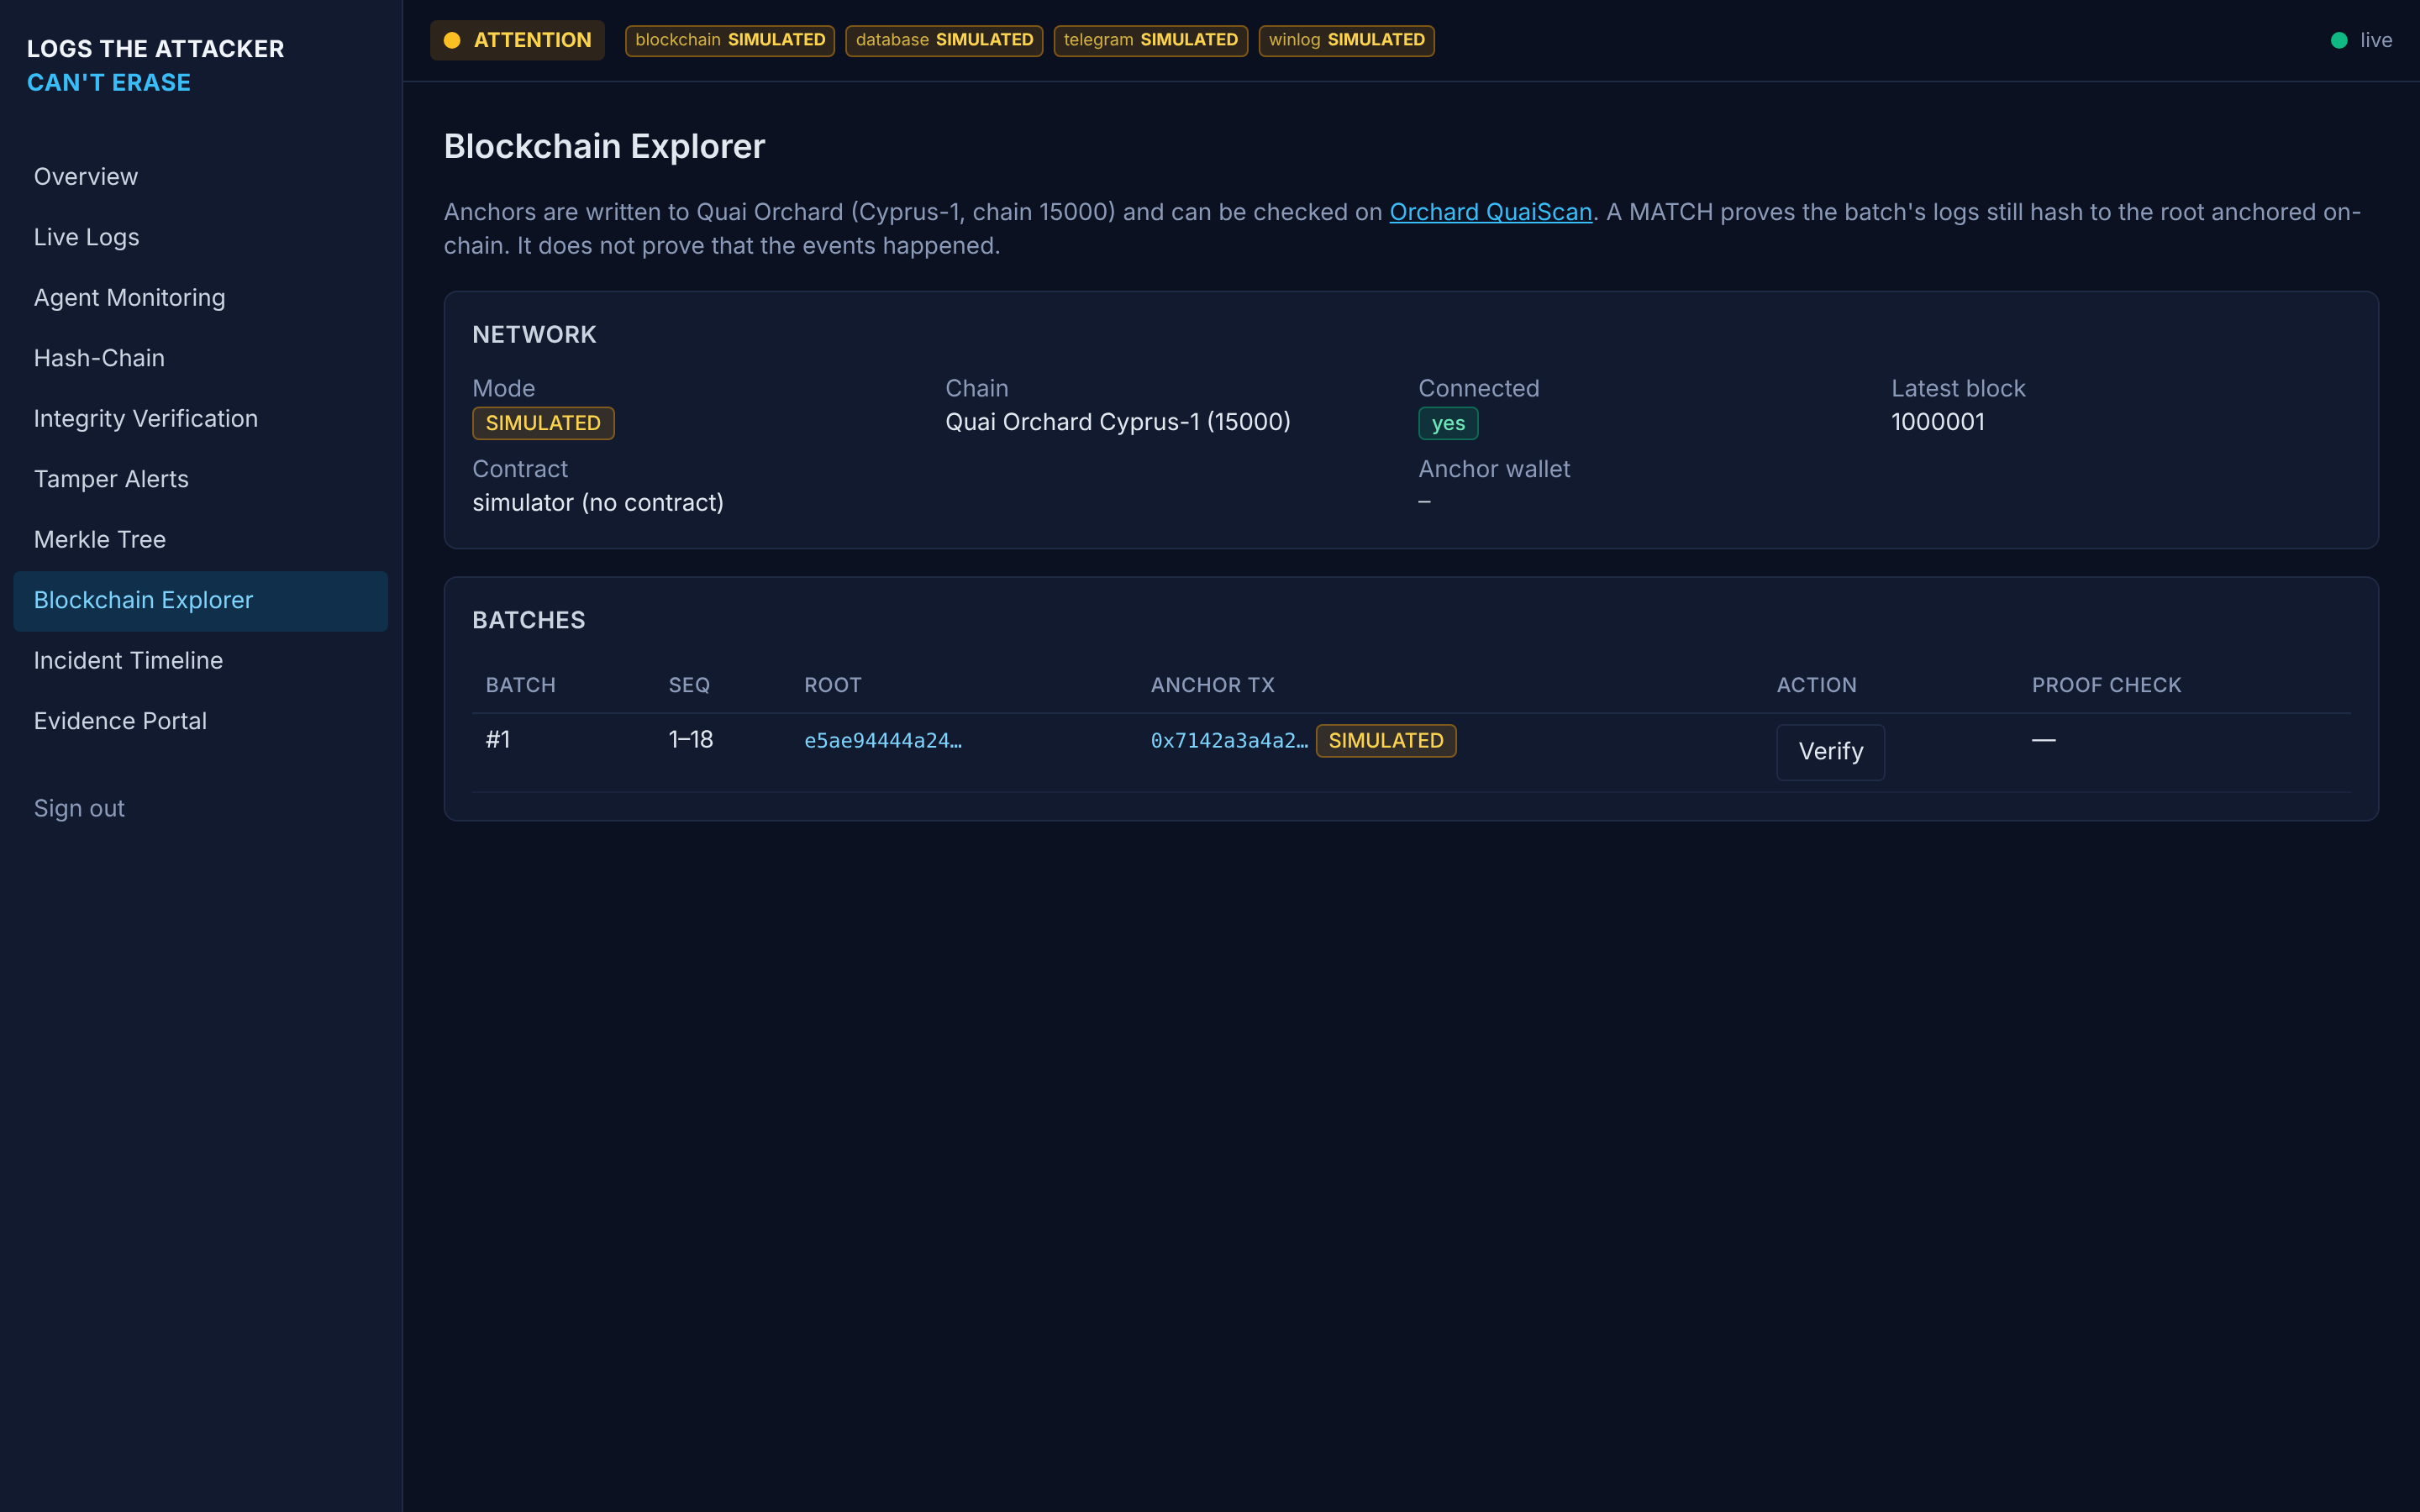 LOGS THE ATTACKER
CAN'T ERASE
Overview
Live Logs
Agent Monitoring
Hash-Chain
Integrity Verification
Tamper Alerts
Merkle Tree
Blockchain Explorer
Incident Timeline
Evidence Portal
Sign out
ATTENTION blockchain SIMULATED database SIMULATED telegram SIMULATED winlog SIMULATED live
Blockchain Explorer
Anchors are written to Quai Orchard (Cyprus-1, chain 15000) and can be checked on Orchard QuaiScan. A MATCH proves the batch's logs still hash to the root anchored on-
chain. It does not prove that the events happened.
NETWORK
Mode Chain Connected Latest block
SIMULATED Quai Orchard Cyprus-1 (15000) yes 1000001
Contract Anchor wallet
simulator (no contract) –
BATCHES
BATCH SEQ ROOT ANCHOR TX ACTION PROOF CHECK
#1 1–18 e5ae94444a24… 0x7142a3a4a2… SIMULATED Verify —